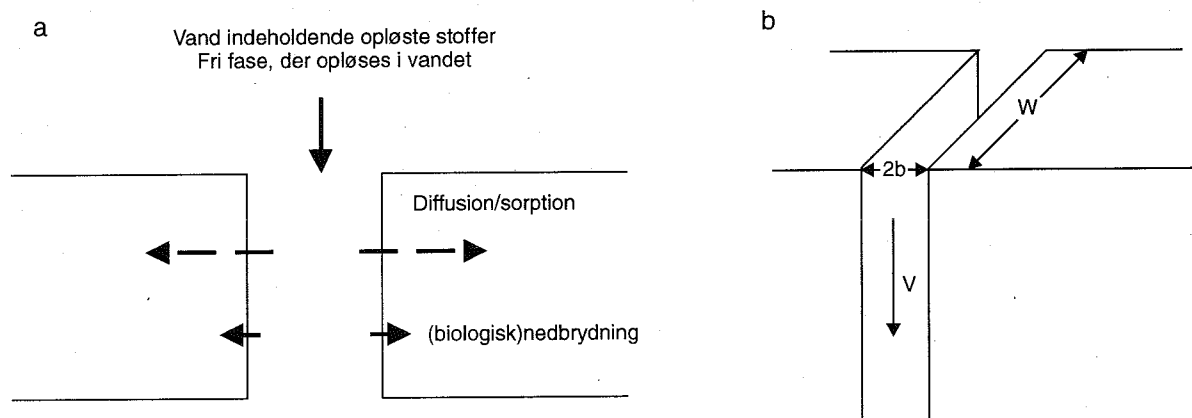 a
Vand indeholdende opløste stoffer
Fri fase, der opløses i vandet
Diffusion/sorption
(biologisk)nedbrydning
b
W
2b
V